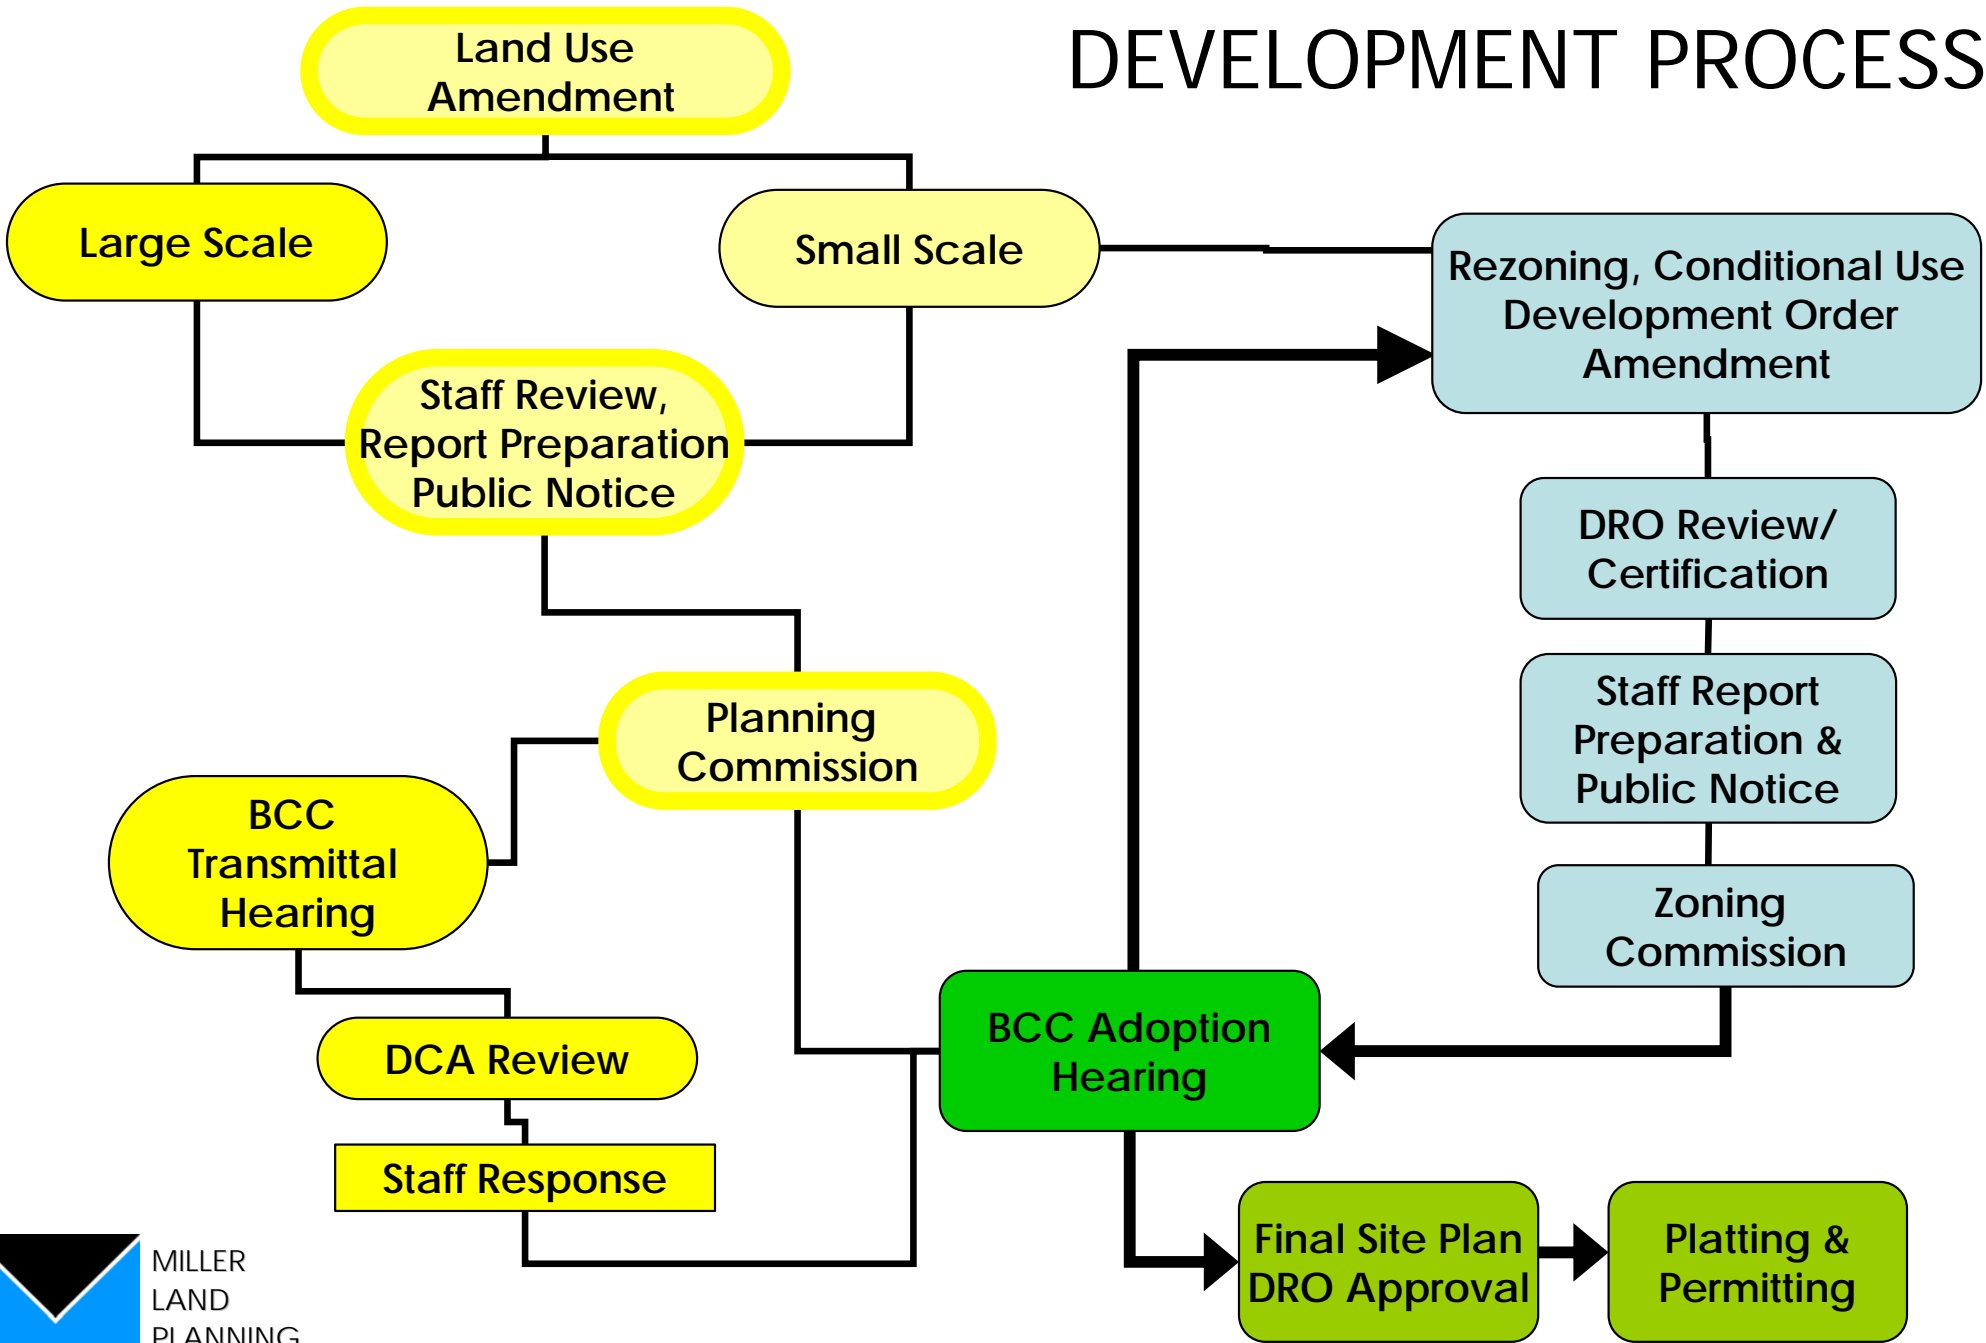 DEVELOPMENT PROCESS
Land Use
Amendment
Large Scale
Small Scale
Rezoning, Conditional Use
Development Order
Amendment
Staff Review,
Report Preparation
Public Notice
DRO Review/
Certification
Staff Report
Preparation &
Public Notice
Planning
Commission
BCC
Transmittal
Hearing
Zoning
Commission
BCC Adoption
Hearing
DCA Review
Staff Response
Final Site Plan
DRO Approval
Platting &
Permitting
MILLER
LAND
PLANNING